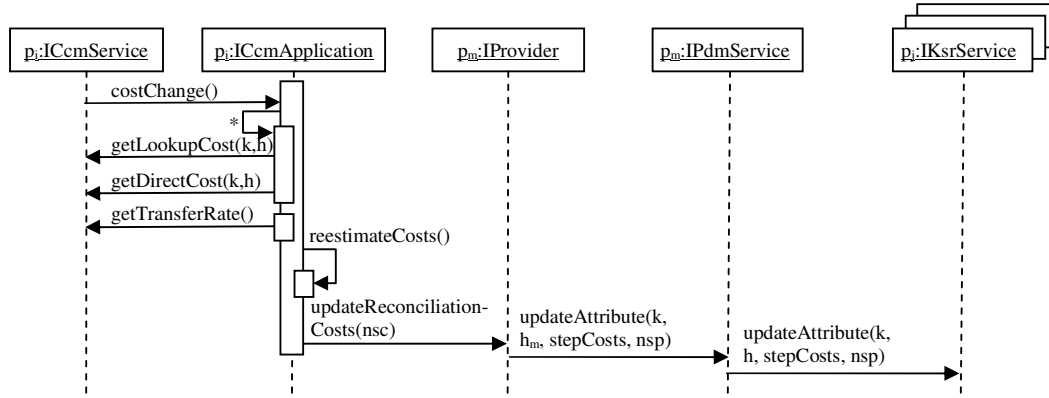 pᵢ:ICcmService
pᵢ:ICcmApplication
pₘ:IProvider
pₘ:IPdmService
pⱼ:IKsrService
costChange()
*
getLookupCost(k,h)
getDirectCost(k,h)
getTransferRate()
reestimateCosts()
updateReconciliation-
Costs(nsc)
updateAttribute(k,
hₘ, stepCosts, nsp)
updateAttribute(k,
h, stepCosts, nsp)